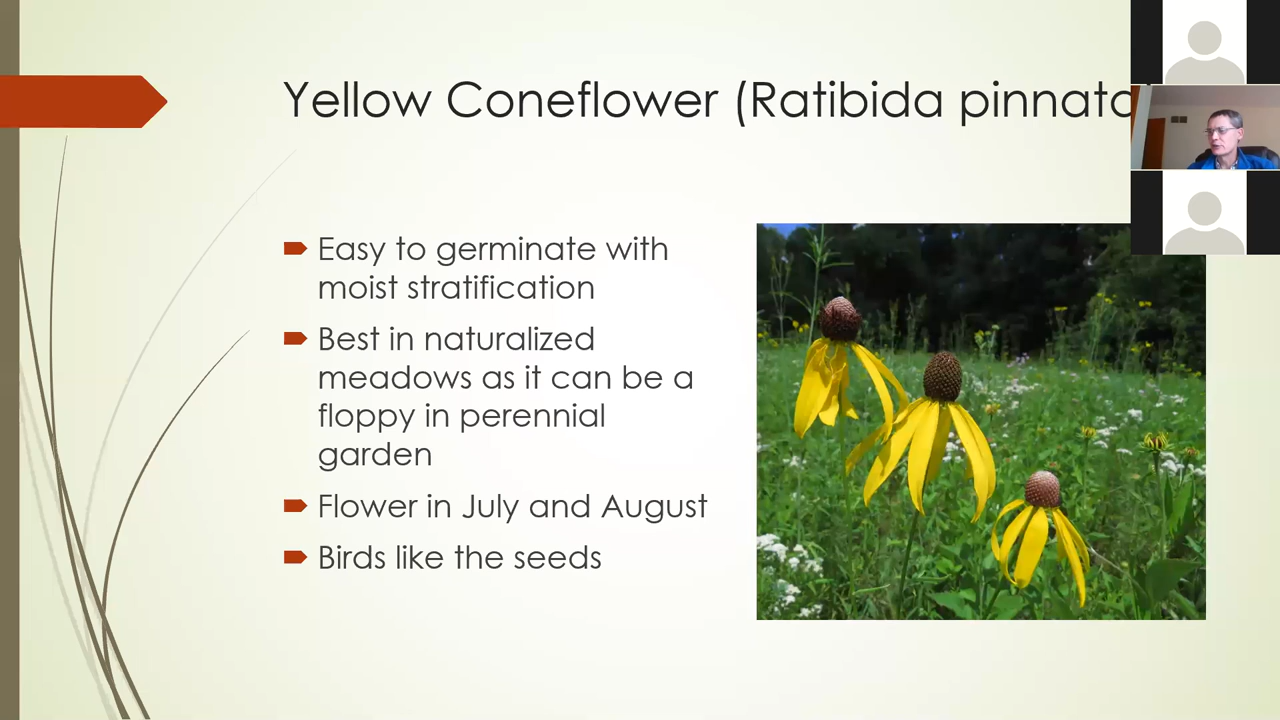 Yellow Coneflower (Ratibida pinnata
Easy to germinate with
moist stratification
Best in naturalized
meadows as it can be a
floppy in perennial
garden
Flower in July and August
Birds like the seeds